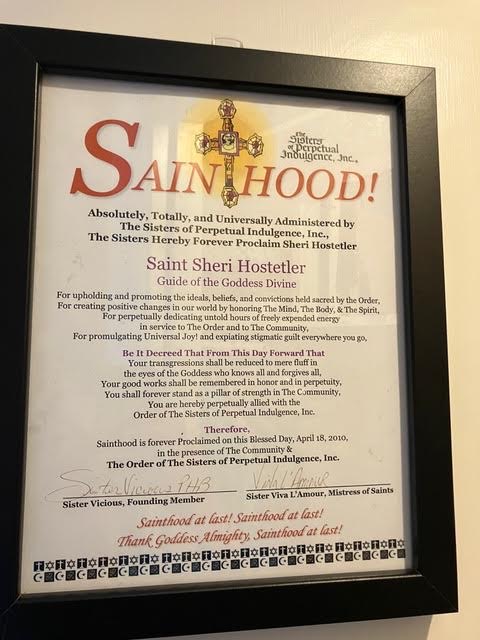 The
Sisters
of Perpetual
Indulgence, Inc.
SAINTHOOD!
Absolutely, Totally, and Universally Administered by
The Sisters of Perpetual Indulgence, Inc.,
The Sisters Hereby Forever Proclaim Sheri Hostetler
Saint Sheri Hostetler
Guide of the Goddess Divine
For upholding and promoting the ideals, beliefs, and convictions held sacred by the Order,
For creating positive changes in our world by honoring The Mind, The Body, & The Spirit,
For perpetually dedicating untold hours of freely expended energy
in service to The Order and to The Community,
For promulgating Universal Joy! and expiating stigmatic guilt everywhere you go,
Be It Decreed That From This Day Forward That
Your transgressions shall be reduced to mere fluff in
the eyes of the Goddess who knows all and forgives all,
Your good works shall be remembered in honor and in perpetuity,
You shall forever stand as a pillar of strength in The Community,
You are hereby perpetually allied with the
Order of The Sisters of Perpetual Indulgence, Inc.
Therefore,
Sainthood is forever Proclaimed on this Blessed Day, April 18, 2010,
in the presence of The Community &
The Order of The Sisters of Perpetual Indulgence, Inc.
Sister Vicious PHB Viva L'Amour
Sister Vicious, Founding Member Sister Viva L'Amour, Mistress of Saints
Sainthood at last! Sainthood at last!
Thank Goddess Almighty, Sainthood at last!